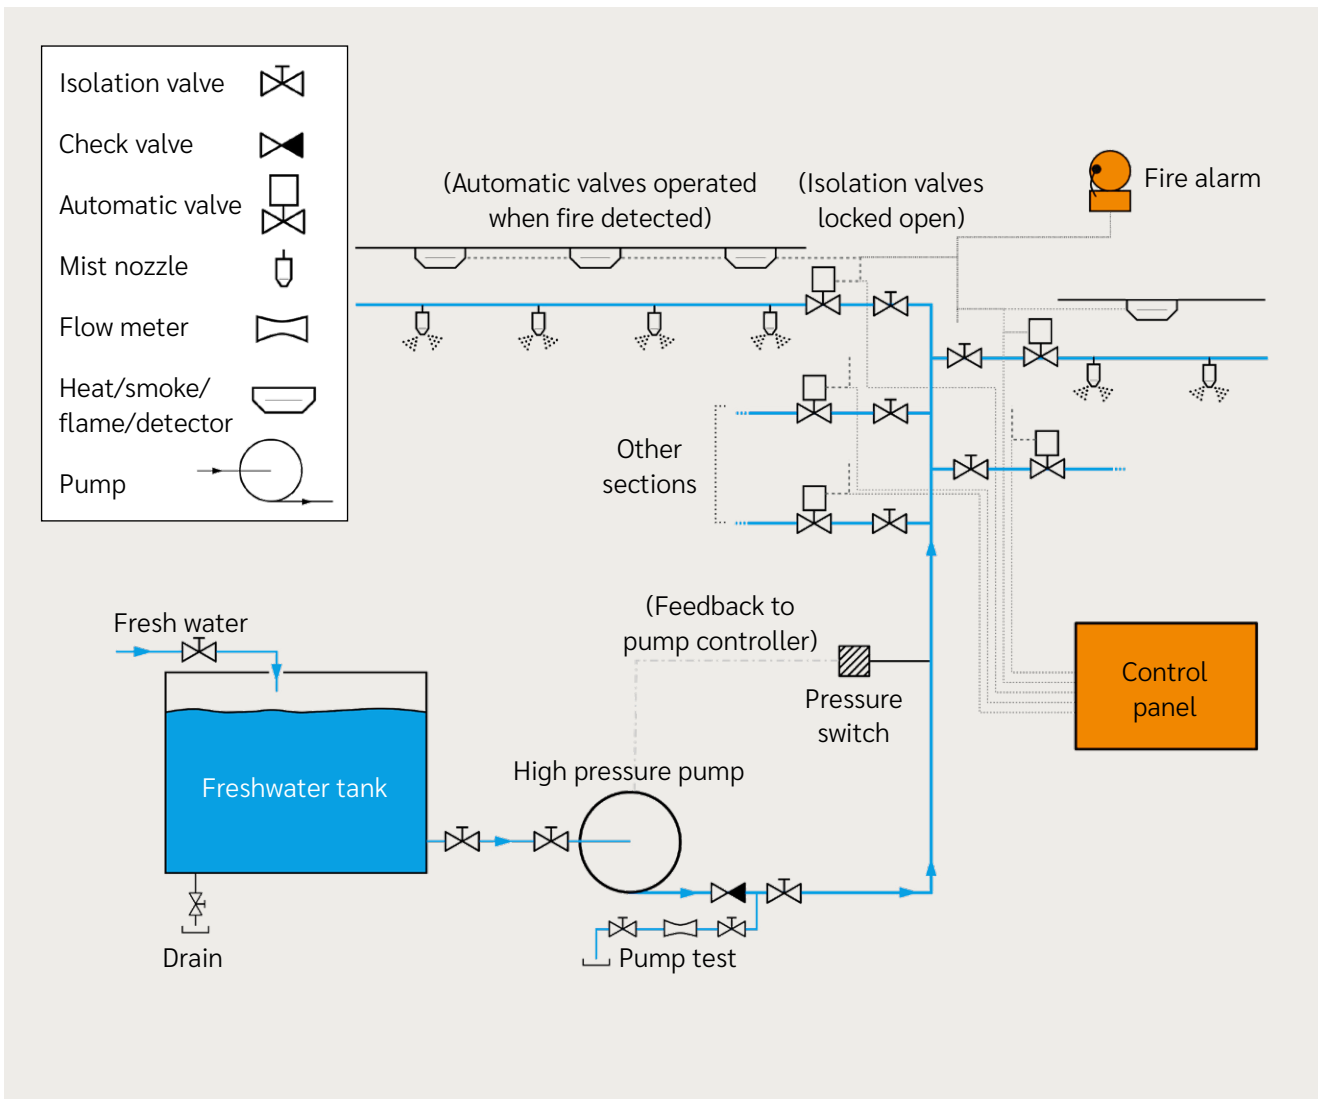 Isolation valve
Check valve
Automatic valve
Mist nozzle
Flow meter
Heat/smoke/
flame/detector
Pump
(Automatic valves operated
when fire detected)
(Isolation valves
locked open)
Fire alarm
Other
sections
Fresh water
(Feedback to
pump controller)
Pressure
switch
Control
panel
Freshwater tank
High pressure pump
Drain
Pump test